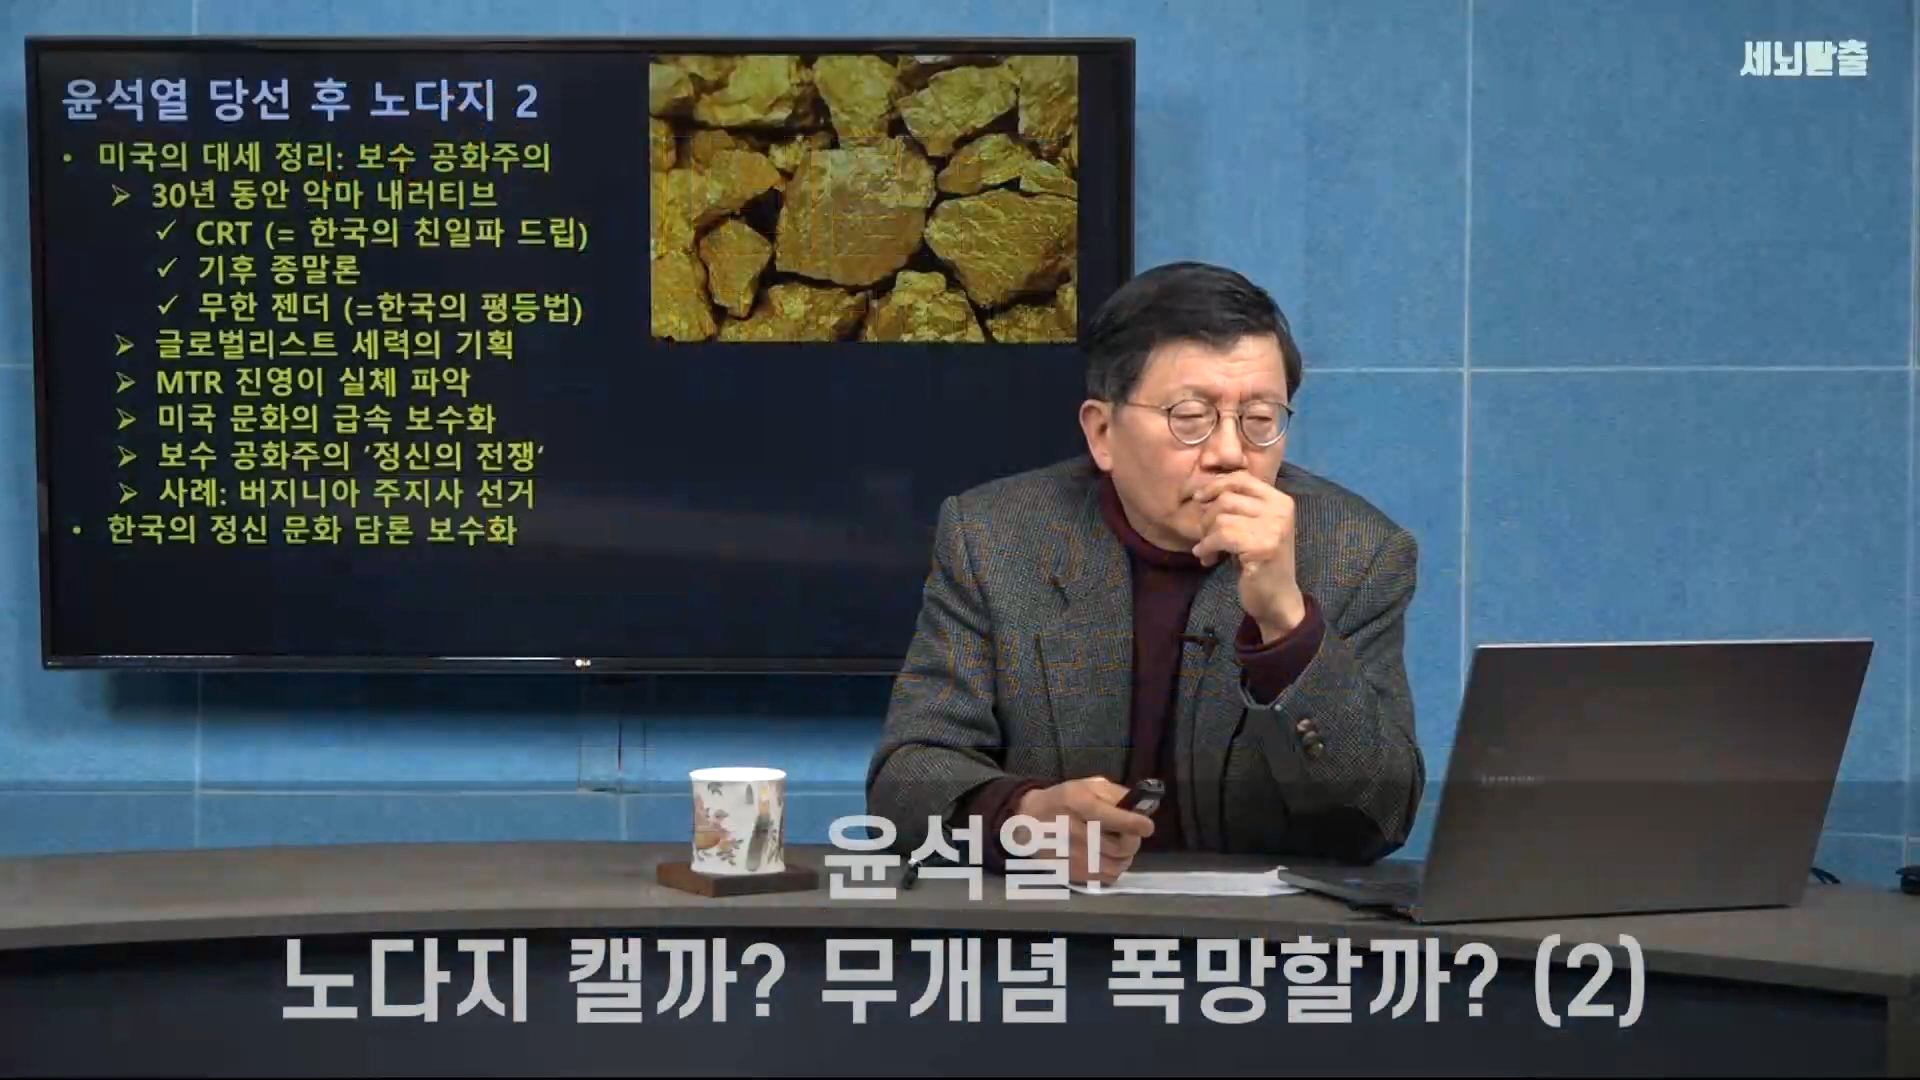 세뇌탈출
윤석열 당선 후 노다지 2
• 미국의 대세 정리: 보수 공화주의
➢ 30년 동안 악마 내러티브
✓ CRT (= 한국의 친일파 드립)
✓ 기후 종말론
✓ 무한 젠더 (=한국의 평등법)
➢ 글로벌리스트 세력의 기획
➢ MTR 진영이 실체 파악
➢ 미국 문화의 급속 보수화
➢ 보수 공화주의 ‘정신의 전쟁‘
➢ 사례: 버지니아 주지사 선거
• 한국의 정신 문화 담론 보수화
LG
SAMSUNG
윤석열!
노다지 캘까? 무개념 폭망할까? (2)